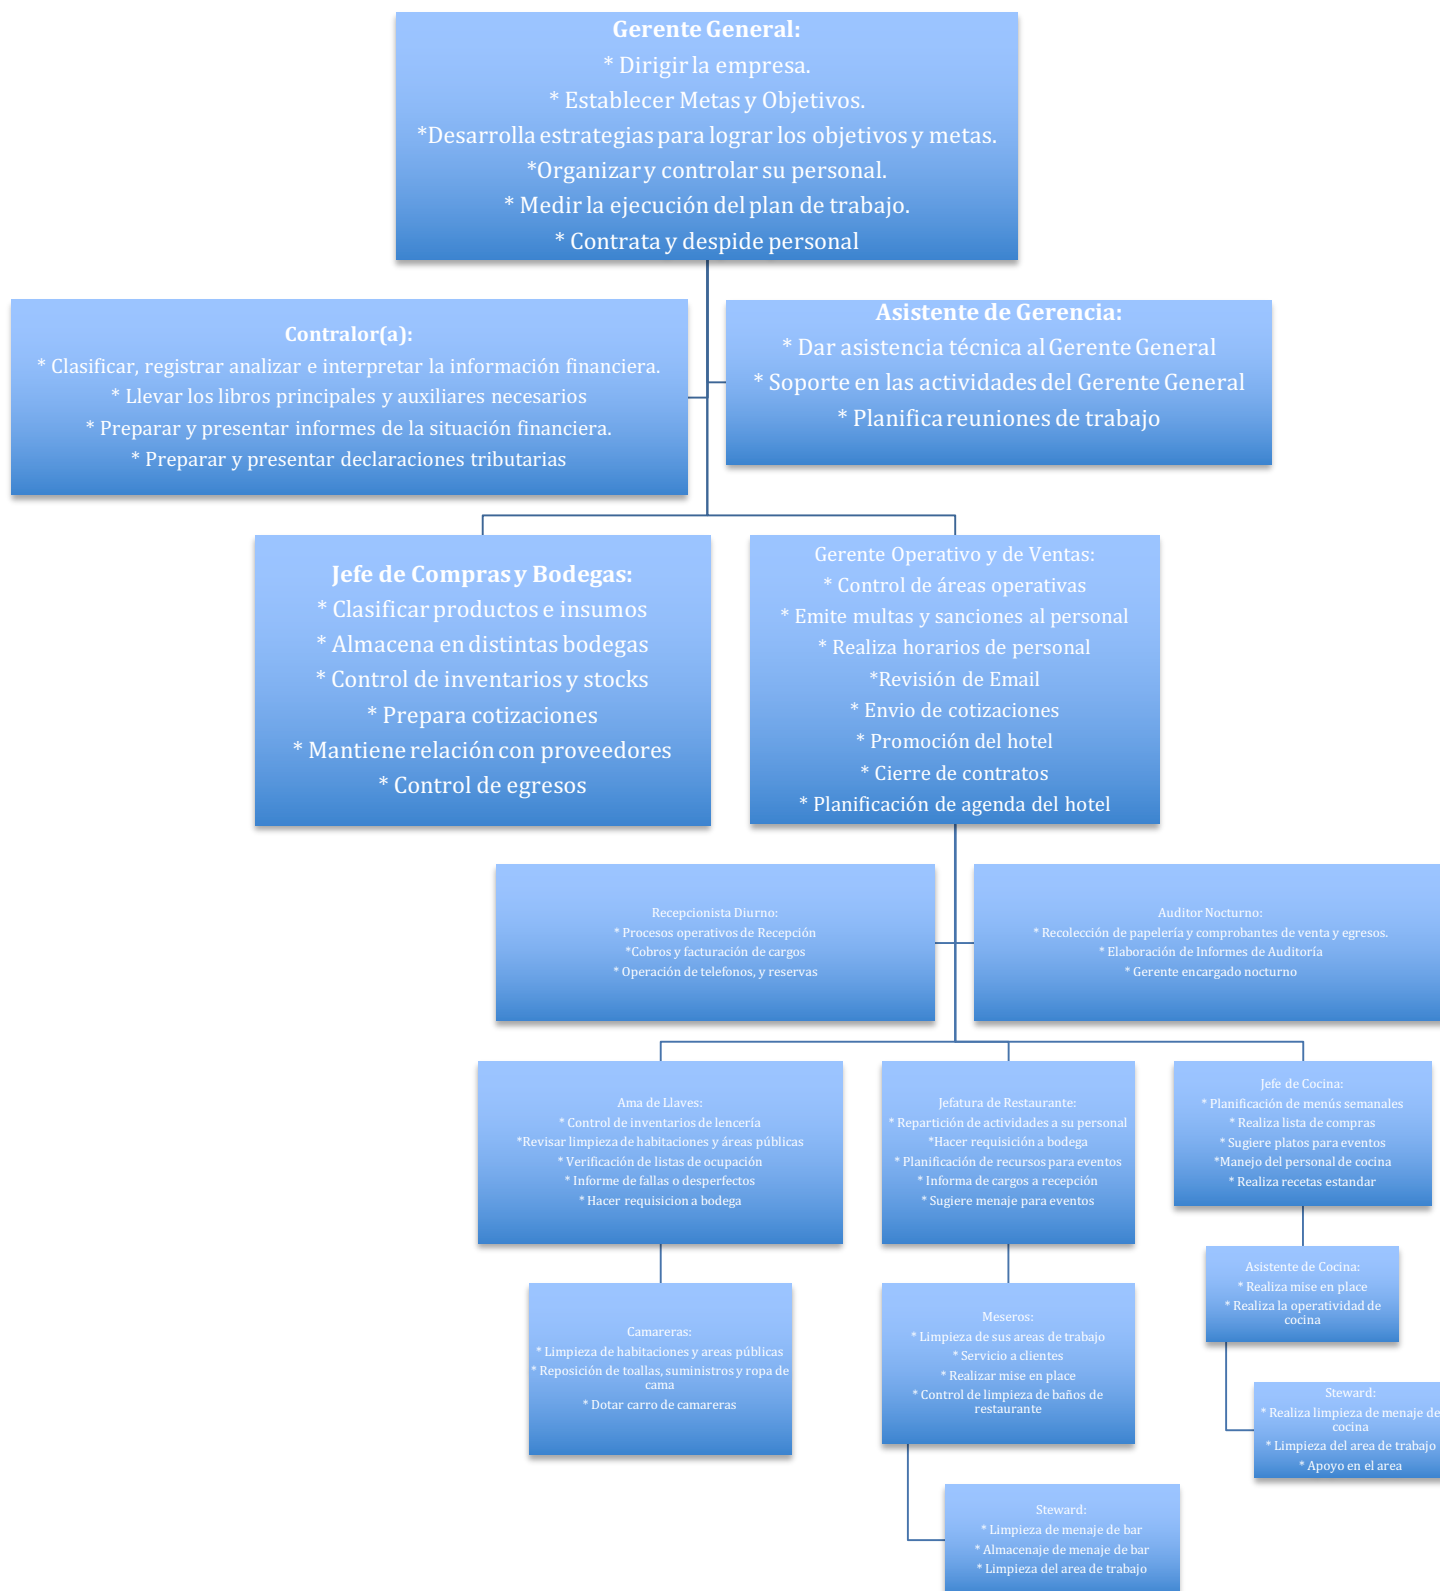 Gerente General:
* Dirigir la empresa.
* Establecer Metas y Objetivos.
*Desarrolla estrategias para lograr los objetivos y metas.
*Organizar y controlar su personal.
* Medir la ejecución del plan de trabajo.
* Contrata y despide personal
Contralor(a):
* Clasificar, registrar analizar e interpretar la información financiera.
* Llevar los libros principales y auxiliares necesarios
* Preparar y presentar informes de la situación financiera.
* Preparar y presentar declaraciones tributarias
Asistente de Gerencia:
* Dar asistencia técnica al Gerente General
* Soporte en las actividades del Gerente General
* Planifica reuniones de trabajo
Jefe de Compras y Bodegas:
* Clasificar productos e insumos
* Almacena en distintas bodegas
* Control de inventarios y stocks
* Prepara cotizaciones
* Mantiene relación con proveedores
* Control de egresos
Gerente Operativo y de Ventas:
* Control de áreas operativas
* Emite multas y sanciones al personal
* Realiza horarios de personal
*Revisión de Email
* Envio de cotizaciones
* Promoción del hotel
* Cierre de contratos
* Planificación de agenda del hotel
Recepcionista Diurno:
* Procesos operativos de Recepción
*Cobros y facturación de cargos
* Operación de telefonos, y reservas
Auditor Nocturno:
* Recolección de papelería y comprobantes de venta y egresos.
* Elaboración de Informes de Auditoría
* Gerente encargado nocturno
Ama de Llaves:
* Control de inventarios de lencería
*Revisar limpieza de habitaciones y áreas públicas
* Verificación de listas de ocupación
* Informe de fallas o desperfectos
* Hacer requisicion a bodega
Jefatura de Restaurante:
* Repartición de actividades a su personal
*Hacer requisición a bodega
* Planificación de recursos para eventos
* Informa de cargos a recepción
* Sugiere menaje para eventos
Jefe de Cocina:
* Planificación de menús semanales
* Realiza lista de compras
* Sugiere platos para eventos
*Manejo del personal de cocina
* Realiza recetas estandar
Camareras:
* Limpieza de habitaciones y areas públicas
* Reposición de toallas, suministros y ropa de
cama
* Dotar carro de camareras
Meseros:
* Limpieza de sus areas de trabajo
* Servicio a clientes
* Realizar mise en place
* Control de limpieza de baños de
restaurante
Asistente de Cocina:
* Realiza mise en place
* Realiza la operatividad de
cocina
Steward:
* Realiza limpieza de menaje de
cocina
* Limpieza del area de trabajo
* Apoyo en el area
Steward:
* Limpieza de menaje de bar
* Almacenaje de menaje de bar
* Limpieza del area de trabajo